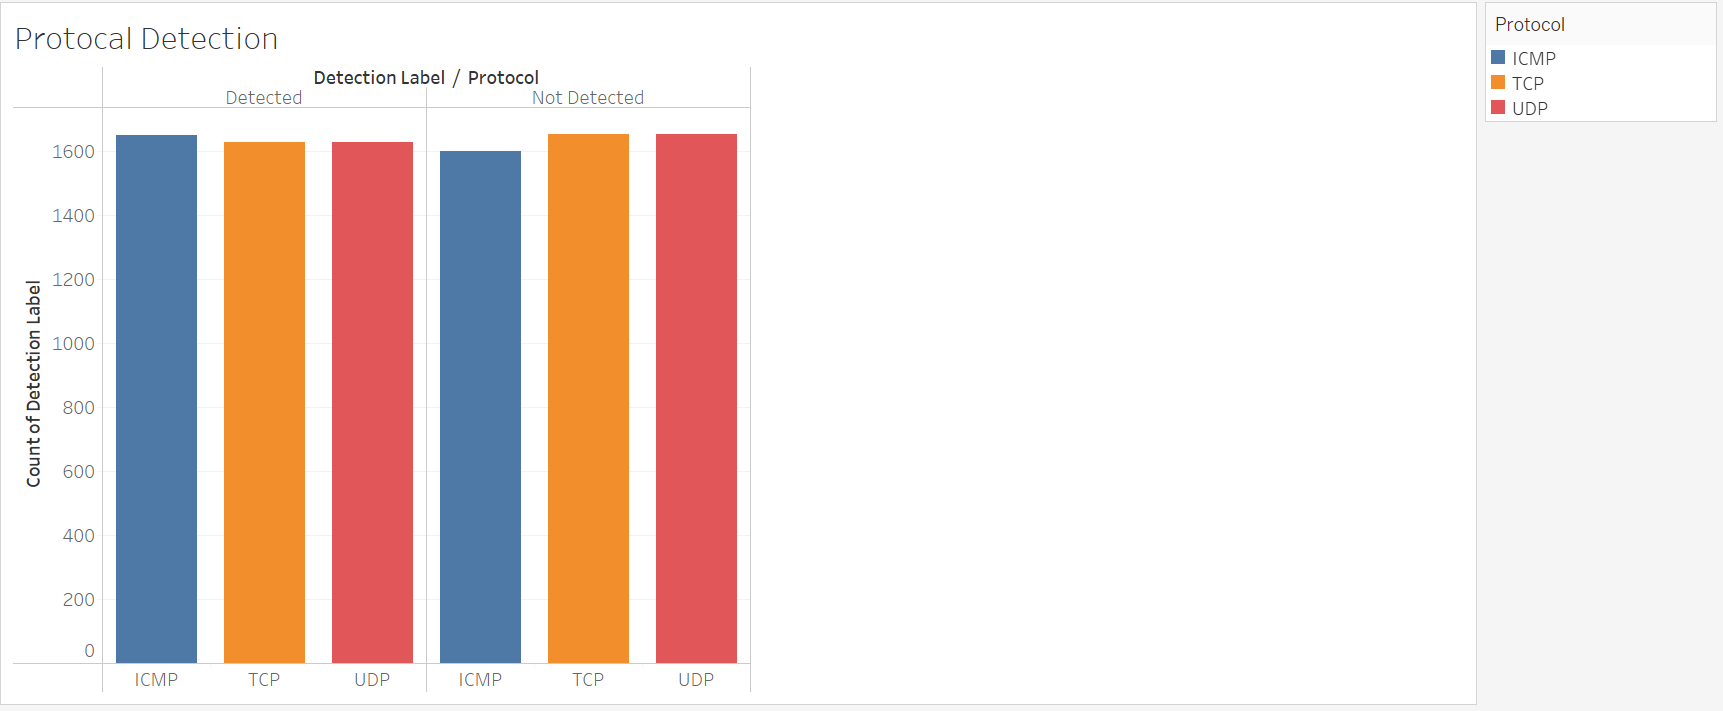 Protocal Detection
Detection Label / Protocol
Detected
Not Detected
Count of Detection Label
1600
1400
1200
1000
800
600
400
200
0
ICMP
TCP
UDP
ICMP
TCP
UDP
Protocol
ICMP
TCP
UDP